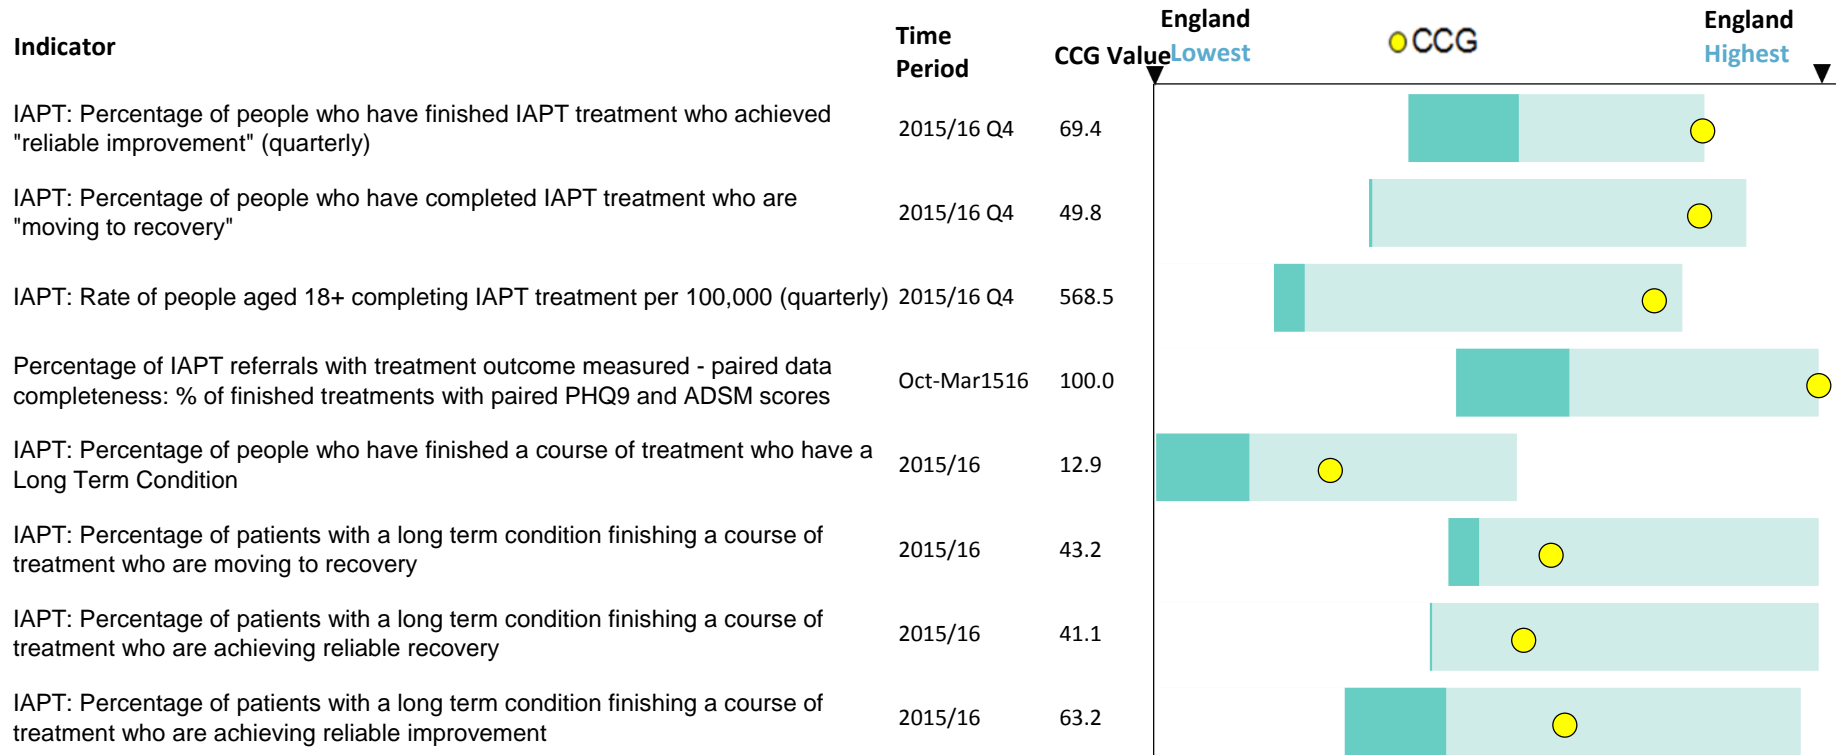 Indicator
Time
Period
CCG Value
England
Lowest
CCG
England
Highest
IAPT: Percentage of people who have finished IAPT treatment who achieved
"reliable improvement" (quarterly)
2015/16 Q4
69.4
IAPT: Percentage of people who have completed IAPT treatment who are
"moving to recovery"
2015/16 Q4
49.8
IAPT: Rate of people aged 18+ completing IAPT treatment per 100,000 (quarterly)
2015/16 Q4
568.5
Percentage of IAPT referrals with treatment outcome measured - paired data
completeness: % of finished treatments with paired PHQ9 and ADSM scores
Oct-Mar1516
100.0
IAPT: Percentage of people who have finished a course of treatment who have a
Long Term Condition
2015/16
12.9
IAPT: Percentage of patients with a long term condition finishing a course of
treatment who are moving to recovery
2015/16
43.2
IAPT: Percentage of patients with a long term condition finishing a course of
treatment who are achieving reliable recovery
2015/16
41.1
IAPT: Percentage of patients with a long term condition finishing a course of
treatment who are achieving reliable improvement
2015/16
63.2